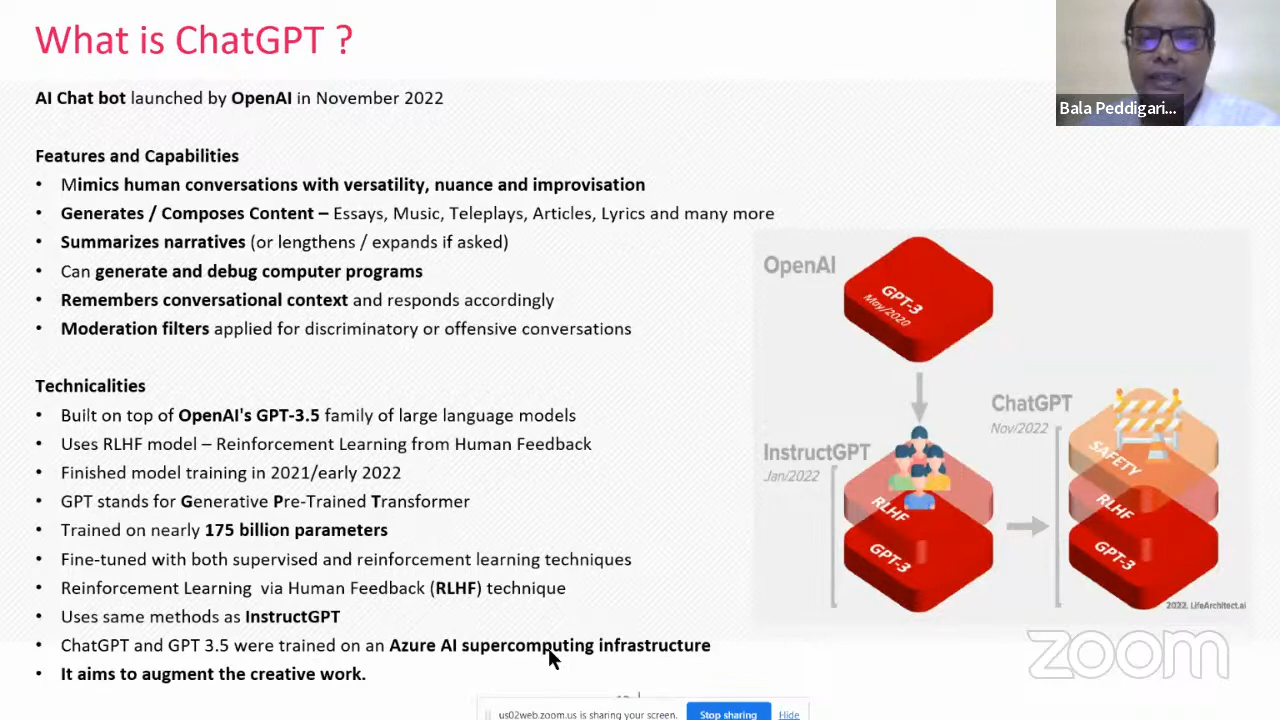 What is ChatGPT ?
Bala Peddigari...
AI Chat bot launched by OpenAI in November 2022
Features and Capabilities
• Mimics human conversations with versatility, nuance and improvisation
• Generates / Composes Content – Essays, Music, Teleplays, Articles, Lyrics and many more
• Summarizes narratives (or lengthens / expands if asked)
• Can generate and debug computer programs
• Remembers conversational context and responds accordingly
• Moderation filters applied for discriminatory or offensive conversations
Technicalities
• Built on top of OpenAI's GPT-3.5 family of large language models
• Uses RLHF model – Reinforcement Learning from Human Feedback
• Finished model training in 2021/early 2022
• GPT stands for Generative Pre-Trained Transformer
• Trained on nearly 175 billion parameters
• Fine-tuned with both supervised and reinforcement learning techniques
• Reinforcement Learning via Human Feedback (RLHF) technique
• Uses same methods as InstructGPT
• ChatGPT and GPT 3.5 were trained on an Azure AI supercomputing infrastructure
• It aims to augment the creative work.
OpenAI
GPT-3
May/2020
InstructGPT
Jan/2022
RLHF
GPT-3
ChatGPT
Nov/2022
SAFETY
RLHF
GPT-3
2022. LifeArchitect.ai
zoom
us02web.zoom.us is sharing your screen.
Stop sharing
Hide